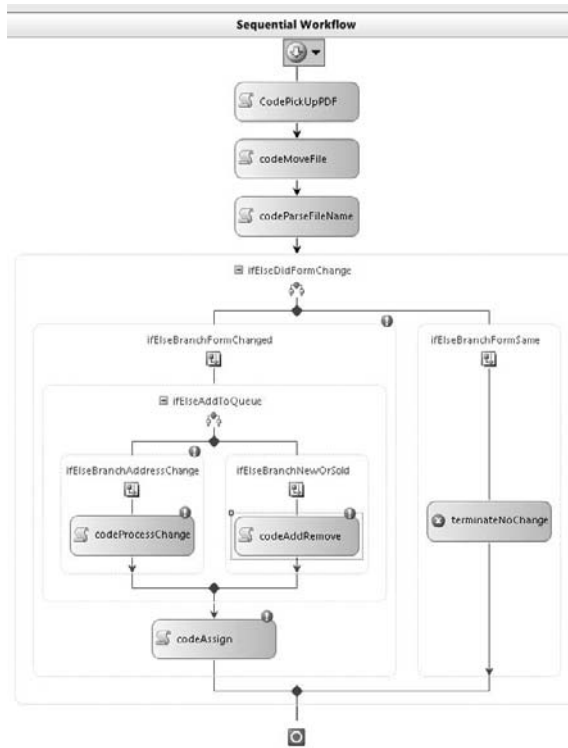 Sequential Workflow
CodePickUpPDF
codeMoveFile
codeParseFileName
ifElseDidFormChange
ifElseBranchFormChanged
ifElseBranchFormSame
ifElseAddToQueue
ifElseBranchAddressChange
ifElseBranchNewOrSold
codeProcessChange
codeAddRemove
terminateNoChange
codeAssign